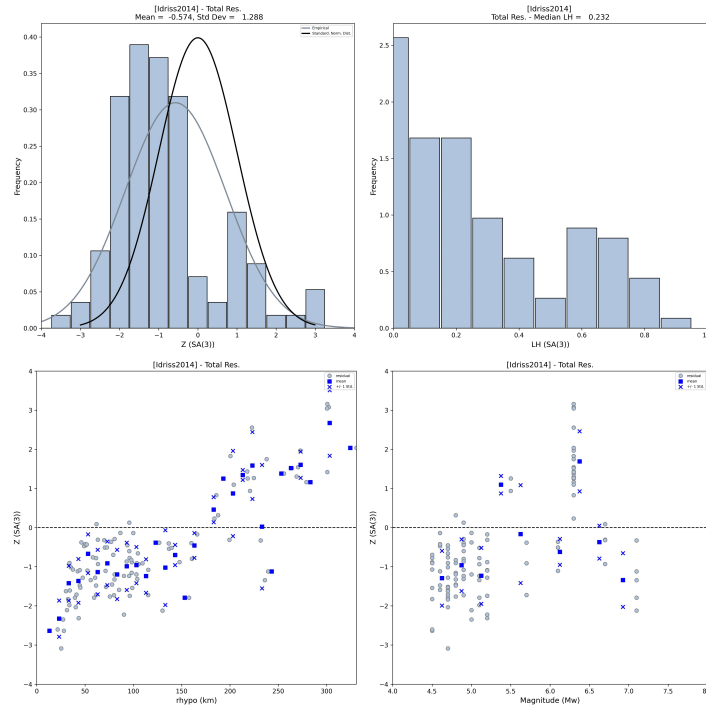 [Idriss2014] - Total Res.
Mean = -0.574, Std Dev = 1.288
Empirical
Standard. Norm. Dist.
0.40
0.35
0.30
0.25
0.20
0.15
0.10
0.05
0.00
Frequency
−4
−3
−2
−1
0
1
2
3
4
Z (SA(3))
[Idriss2014]
Total Res. - Median LH = 0.232
2.5
2.0
1.5
1.0
0.5
0.0
Frequency
0.0
0.2
0.4
0.6
0.8
LH (SA(3))
[Idriss2014] - Total Res.
residual
mean
+/- 1 Std.
4
3
2
1
0
−1
−2
−3
−4
Z (SA(3))
0
50
100
150
200
250
300
rhypo (km)
[Idriss2014] - Total Res.
residual
mean
+/- 1 Std.
4
3
2
1
0
−1
−2
−3
−4
Z (SA(3))
4.0
4.5
5.0
5.5
6.0
6.5
7.0
7.5
Magnitude (Mw)